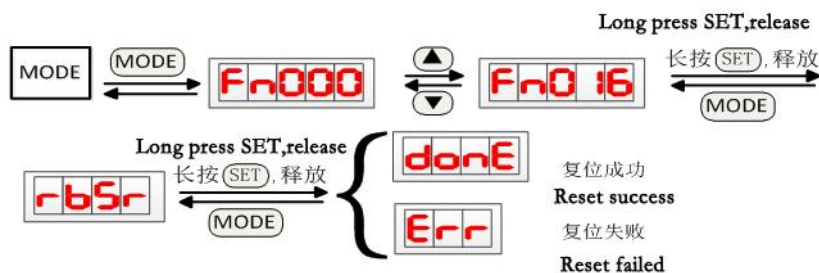 Long press SET,release
MODE MODE Fn000 ▲ ▼ Fn016 长按 SET, 释放 MODE
Long press SET,release
rbSr 长按 SET, 释放 MODE donE 复位成功
Reset success
Err 复位失败
Reset failed